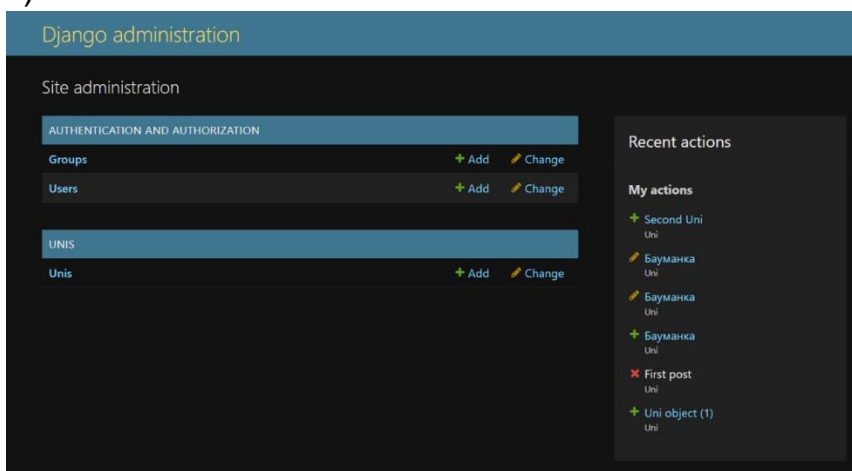 Django administration
Site administration
AUTHENTICATION AND AUTHORIZATION
Groups + Add Change
Users + Add Change
UNIS
Unis + Add Change
Recent actions
My actions
+ Second Uni
Uni
Бауманка
Uni
Бауманка
Uni
+ Бауманка
Uni
First post
Uni
+ Uni object (1)
Uni